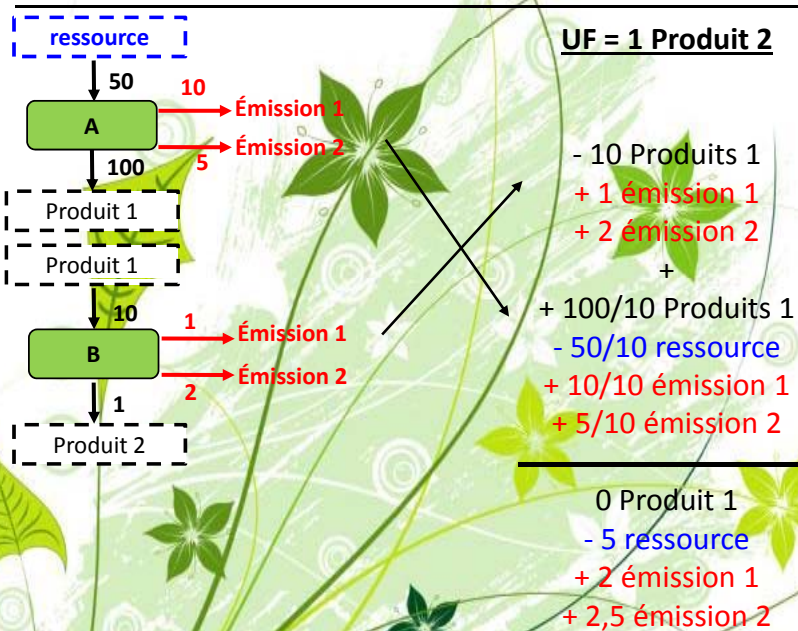 ressource
50
10
Émission 1
A
Émission 2
5
100
Produit 1
Produit 1
10
1
Émission 1
B
Émission 2
2
1
Produit 2
UF = 1 Produit 2
- 10 Produits 1
+ 1 émission 1
+ 2 émission 2
+
+ 100/10 Produits 1
- 50/10 ressource
+ 10/10 émission 1
+ 5/10 émission 2
0 Produit 1
- 5 ressource
+ 2 émission 1
+ 2,5 émission 2